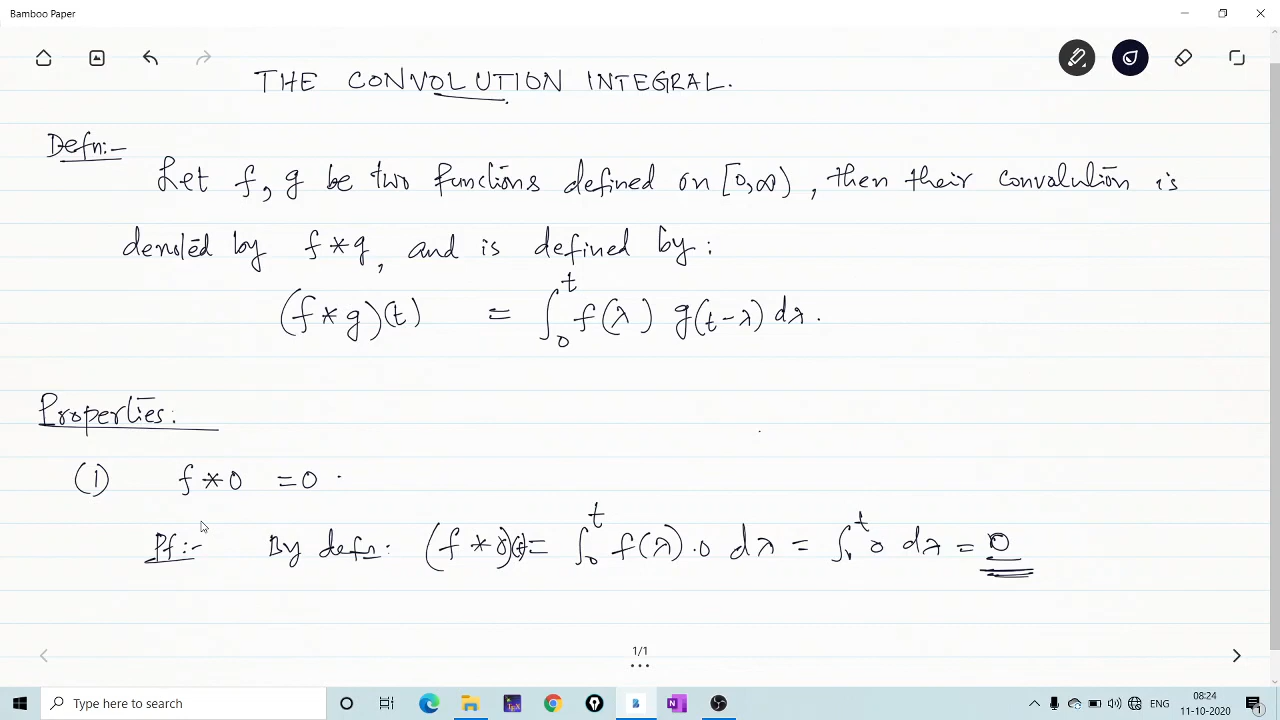 Bamboo Paper
THE CONVOLUTION INTEGRAL.
Defn:-
Let f, g be two functions defined on [0,∞), then their convolution is
denoted by f*g, and is defined by:
(f*g)(t) = ∫₀ᵗ f(λ) g(t-λ) dλ.
Properties:
(1) f*0 = 0.
Pf:- By defn: (f*0)(t) = ∫₀ᵗ f(λ).0 dλ = ∫₀ᵗ 0 dλ = 0
1/1
Type here to search
ENG
08:24
11-10-2020
1